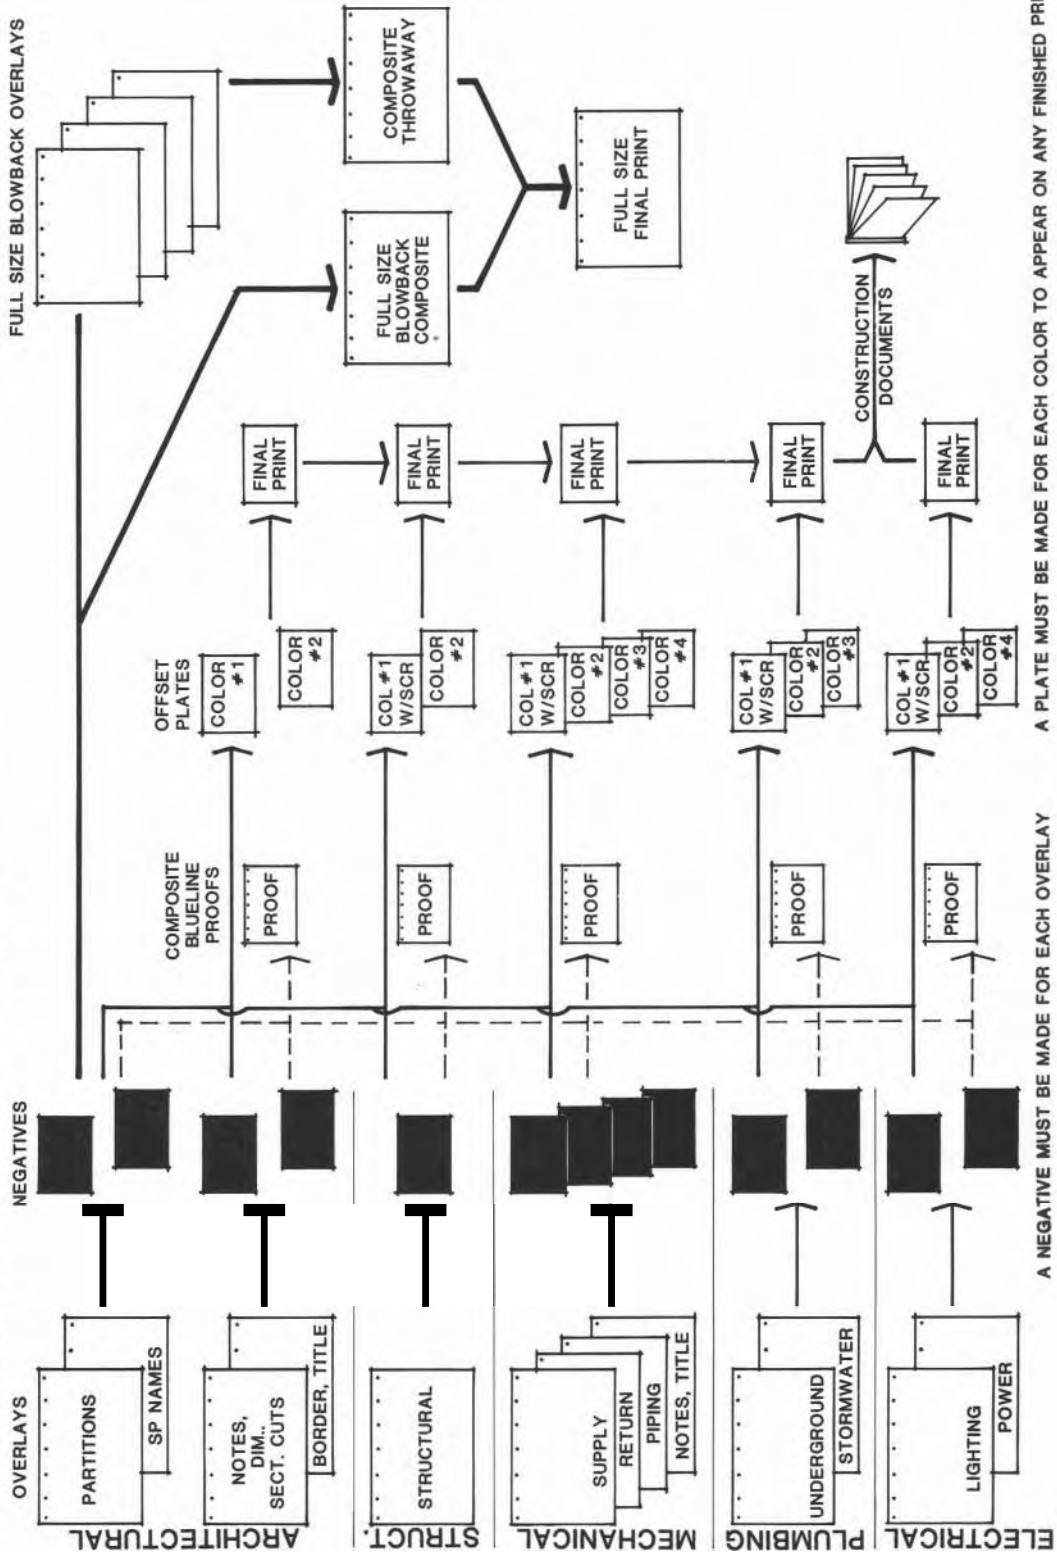 OVERLAYS
NEGATIVES
COMPOSITE
BLUELINE
PROOFS
OFFSET
PLATES
FULL SIZE BLOWBACK OVERLAYS
ARCHITECTURAL
PARTITIONS
SP NAMES
NOTES,
DIM.,
SECT. CUTS
BORDER, TITLE
PROOF
COLOR
#1
COLOR
#2
FINAL
PRINT
STRUCT.
STRUCTURAL
PROOF
COL #1
W/SCR
COLOR
#2
FINAL
PRINT
FULL SIZE
BLOWBACK
COMPOSITE
COMPOSITE
THROWAWAY
MECHANICAL
SUPPLY
RETURN
PIPING
NOTES, TITLE
PROOF
COL #1
W/SCR
COLOR
#2
COLOR
#3
COLOR
#4
FINAL
PRINT
FULL SIZE
FINAL PRINT
PLUMBING
UNDERGROUND
STORMWATER
PROOF
COL #1
W/SCR
COLOR
#2
COLOR
#3
FINAL
PRINT
CONSTRUCTION
DOCUMENTS
ELECTRICAL
LIGHTING
POWER
PROOF
COL #1
W/SCR
COLOR
#2
COLOR
#4
FINAL
PRINT
A NEGATIVE MUST BE MADE FOR EACH OVERLAY
A PLATE MUST BE MADE FOR EACH COLOR TO APPEAR ON ANY FINISHED PRI